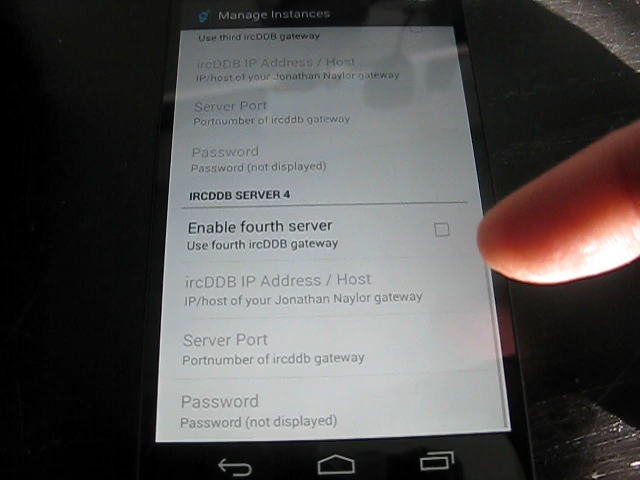 Manage Instances
Use third ircDDB gateway
ircDDB IP Address / Host
IP/host of your Jonathan Naylor gateway
Server Port
Portnumber of ircddb gateway
Password
Password (not displayed)
IRCDDB SERVER 4
Enable fourth server
Use fourth ircDDB gateway
ircDDB IP Address / Host
IP/host of your Jonathan Naylor gateway
Server Port
Portnumber of ircddb gateway
Password
Password (not displayed)